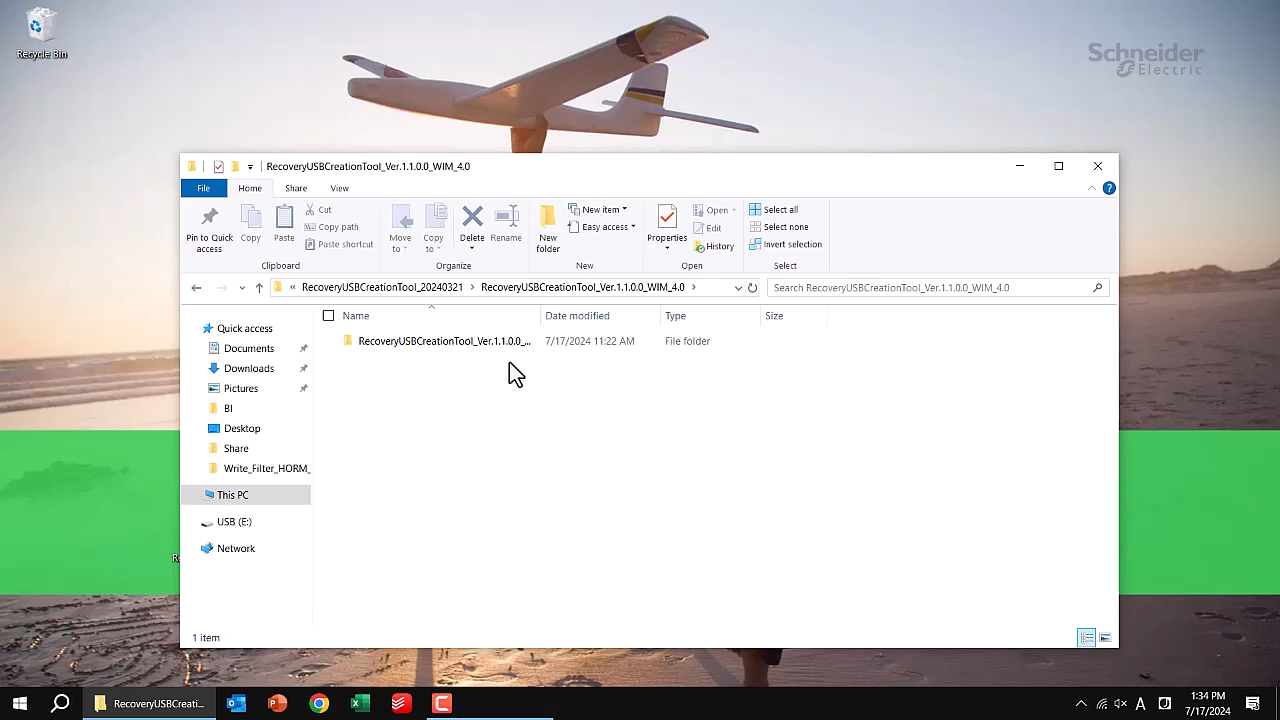 Recycle Bin
Schneider
Electric
RecoveryUSBCreationTool_Ver.1.1.0.0_WIM_4.0
File Home Share View
Pin to Quick
access
Copy
Paste
Cut
Copy path
Paste shortcut
Clipboard
Move
to
Copy
to
Delete
Rename
Organize
New
folder
New item
Easy access
New
Properties
Open
Edit
History
Open
Select all
Select none
Invert selection
Select
« RecoveryUSBCreationTool_20240321 > RecoveryUSBCreationTool_Ver.1.1.0.0_WIM_4.0 >
Search RecoveryUSBCreationTool_Ver.1.1.0.0_WIM_4.0
Name Date modified Type Size
RecoveryUSBCreationTool_Ver.1.1.0.0_... 7/17/2024 11:22 AM File folder
Quick access
Documents
Downloads
Pictures
BI
Desktop
Share
Write_Filter_HORM_
This PC
USB (E:)
Network
1 item
RecoveryUSBCreati...
A
1:34 PM
7/17/2024